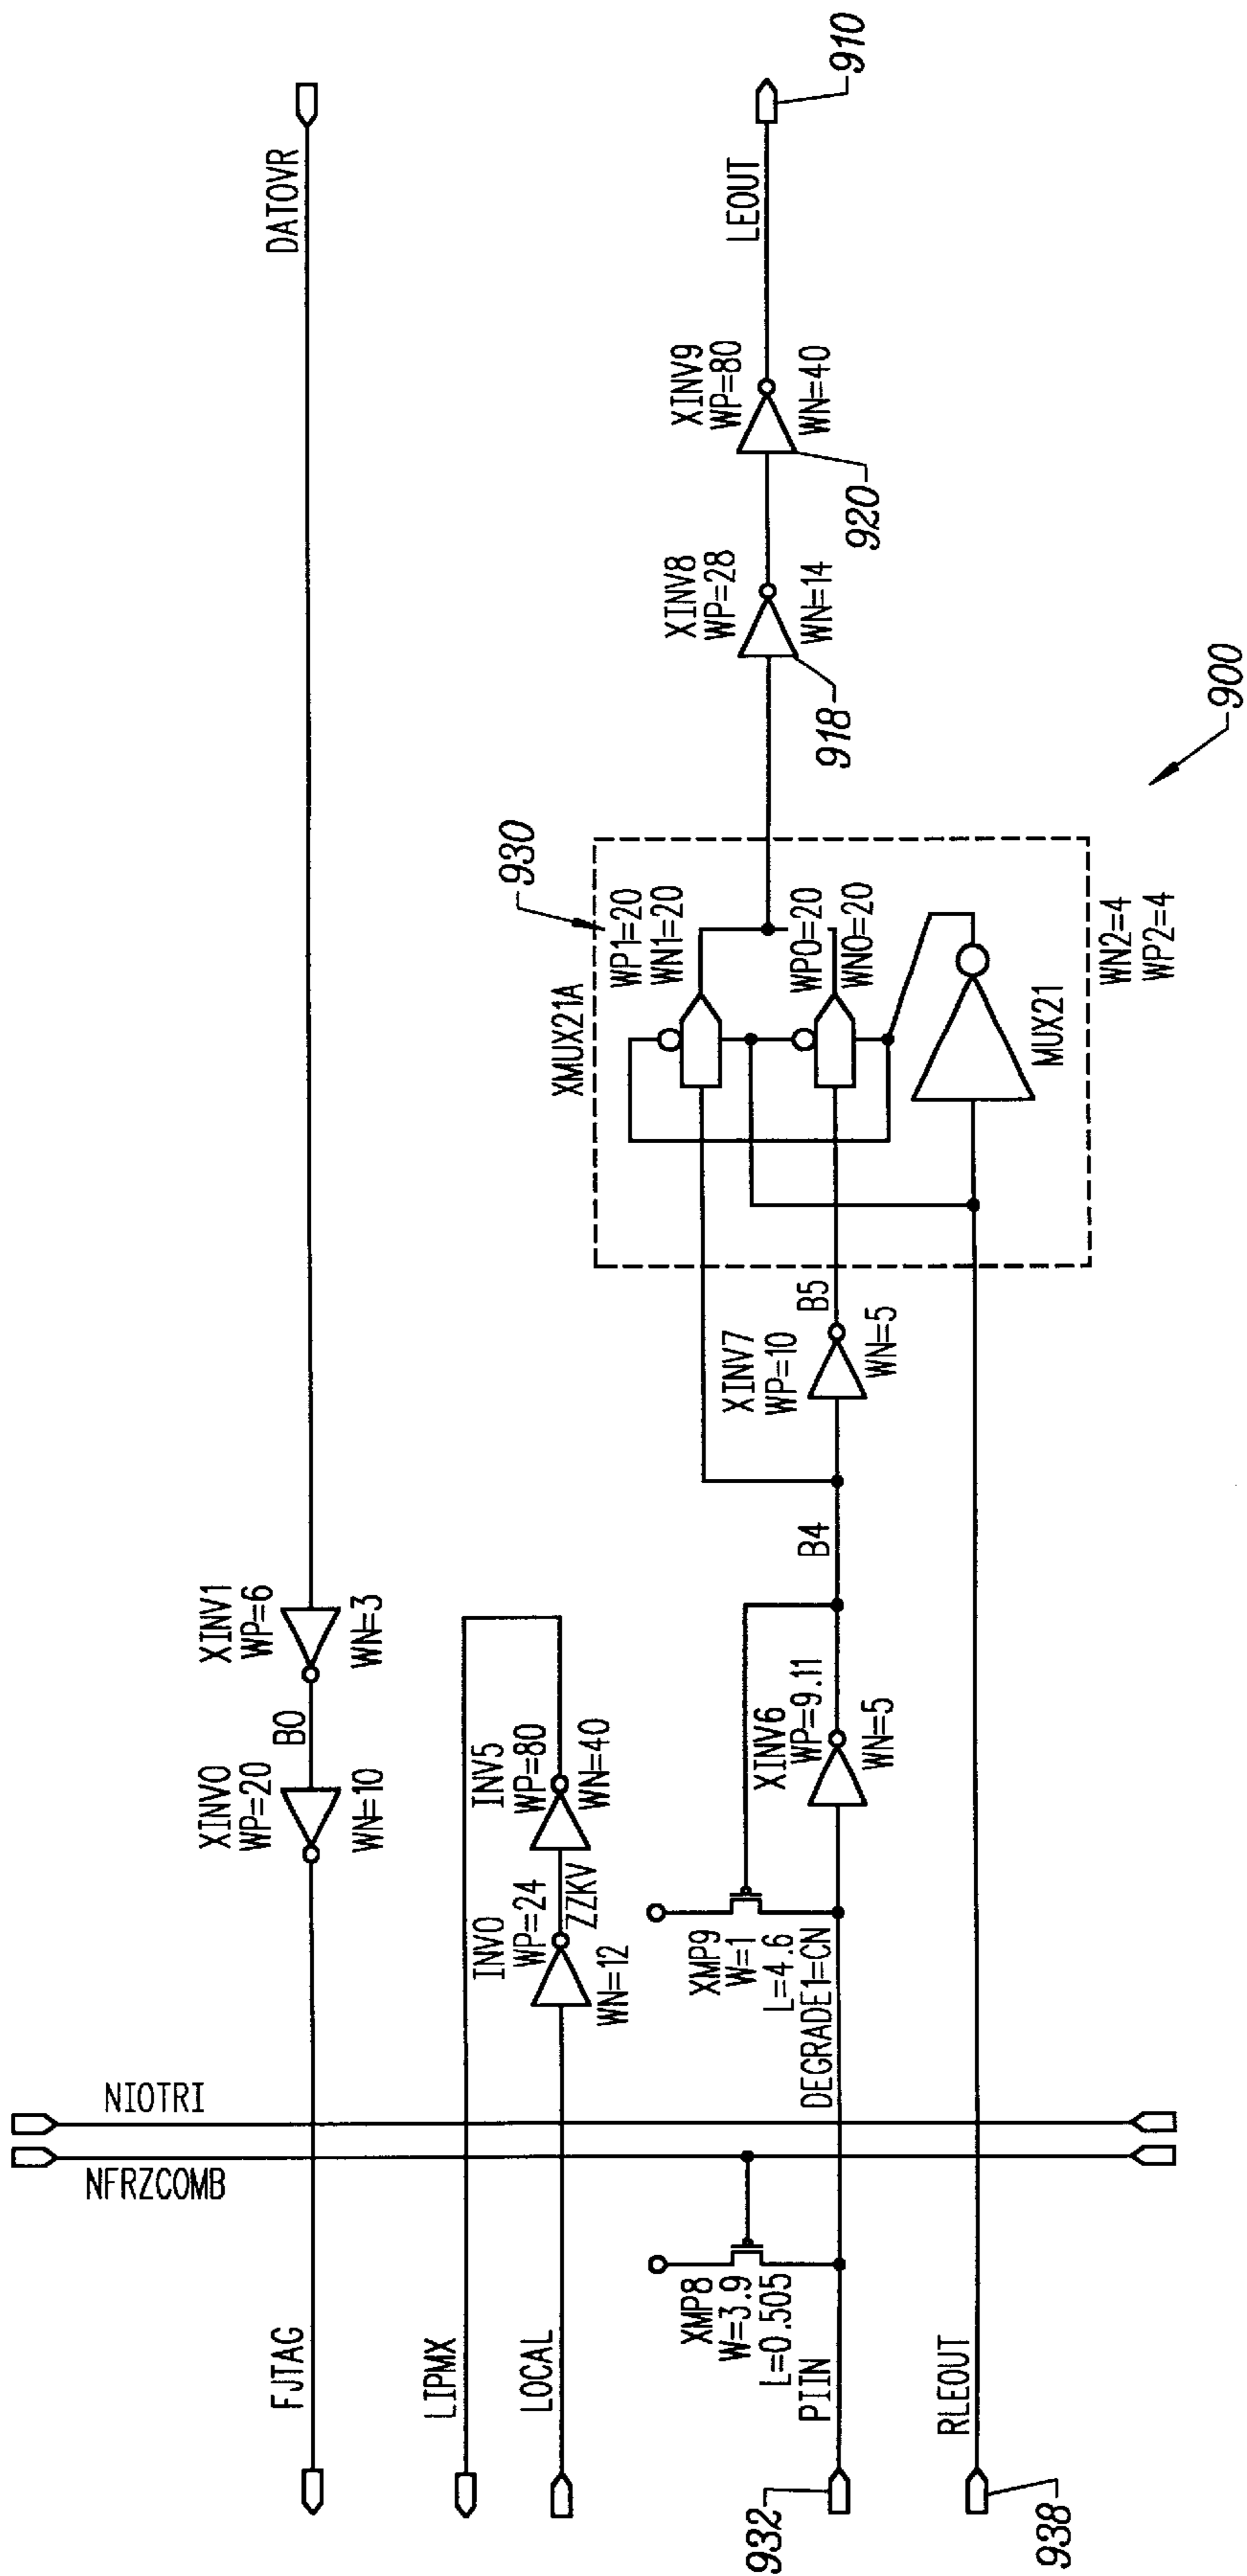 DATOVR
XINV1
WP=6
WN=3
B0
XINV0
WP=20
WN=10
FJTAG
NIOTRI
NFRZCOMB
LIPMX
LOCAL
INV0
WP=24
WN=12
ZZKV
INV5
WP=80
WN=40
PIIN
932
XMP8
W=3.9
L=0.505
XMP9
W=1
L=4.6
DEGRADE1=CN
XINV6
WP=9.11
WN=5
B4
XINV7
WP=10
WN=5
B5
RLEOUT
938
XMUX21A
930
WP1=20
WN1=20
WP0=20
WN0=20
MUX21
WN2=4
WP2=4
XINV8
WP=28
WN=14
918
XINV9
WP=80
WN=40
920
LEOUT
910
900